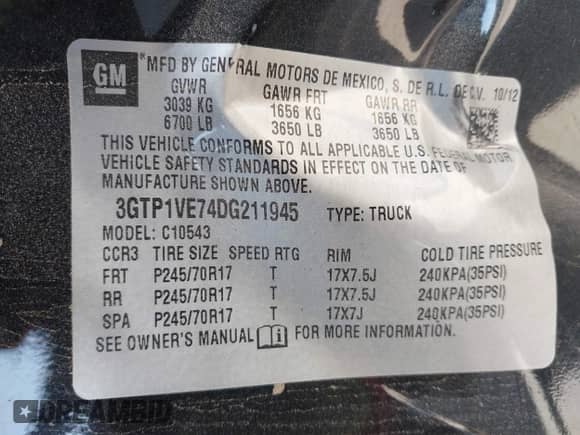 GM *MFD BY GENERAL MOTORS DE MEXICO, S. DE R.L. DE C.V. 10/12
GVWR GAWR FRT GAWR RR
3039 KG 1656 KG 1656 KG
6700 LB 3650 LB 3650 LB
THIS VEHICLE CONFORMS TO ALL APPLICABLE U.S. FEDERAL MOTOR
VEHICLE SAFETY STANDARDS IN EFFECT ON THE DATE OF
MANUFACTURE SHOWN ABOVE.
3GTP1VE74DG211945 TYPE: TRUCK
MODEL: C10543
CCR3 TIRE SIZE SPEED RTG RIM COLD TIRE PRESSURE
FRT P245/70R17 T 17X7.5J 240KPA(35PSI)
RR P245/70R17 T 17X7.5J 240KPA(35PSI)
SPA P245/70R17 T 17X7J 240KPA(35PSI)
SEE OWNER'S MANUAL FOR MORE INFORMATION.
DREAMBID